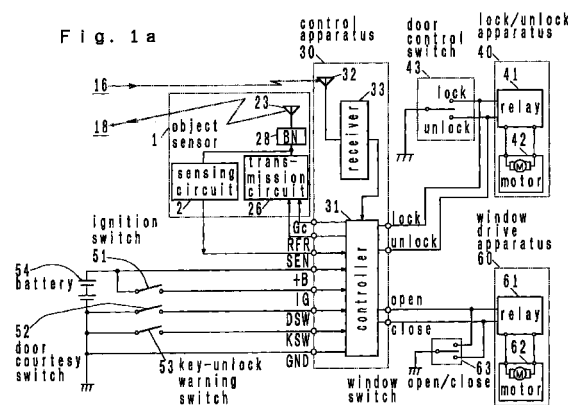 Fig. 1a
control apparatus
30
door control switch
43
lock/unlock apparatus
40
16
18
32
33
receiver
lock
unlock
41
relay
42
M
motor
1
object sensor
23
28
BN
sensing circuit
2
trans-mission circuit
26
ignition switch
51
54
battery
52
door courtesy switch
53
key-unlock warning switch
Gc
RFR
SEN
+B
IG
DSW
KSW
GND
31
controller
lock
unlock
open
close
window drive apparatus
60
61
relay
62
M
motor
window switch
63
open/close